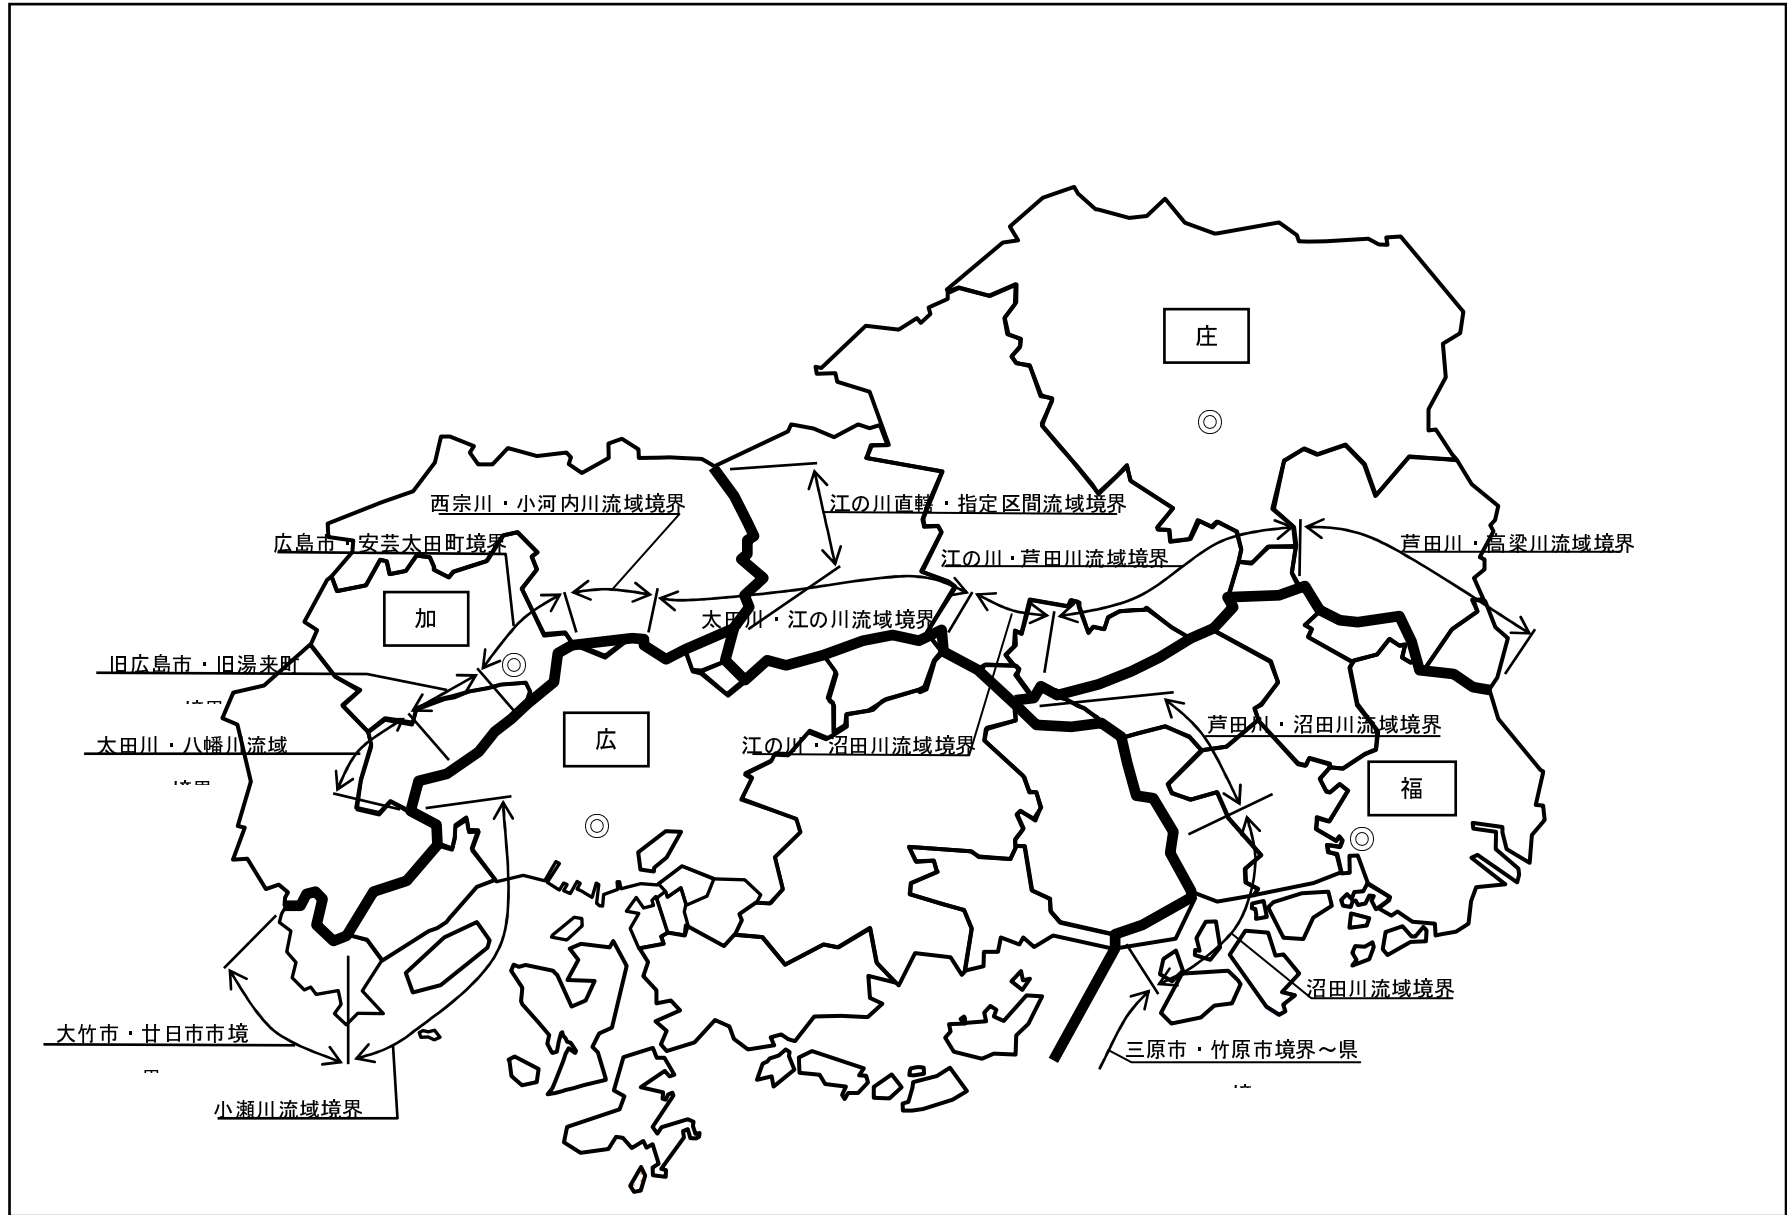 庄
西宗川・小河内川流域境界
江の川直轄・指定区間流域境界
広島市・安芸太田町境界
江の川・芦田川流域境界
芦田川・高梁川流域境界
加
太田川・江の川流域境界
旧広島市・旧湯来町
太田川・八幡川流域
広
江の川・沼田川流域境界
芦田川・沼田川流域境界
福
沼田川流域境界
大竹市・廿日市市境
三原市・竹原市境界～県
小瀬川流域境界